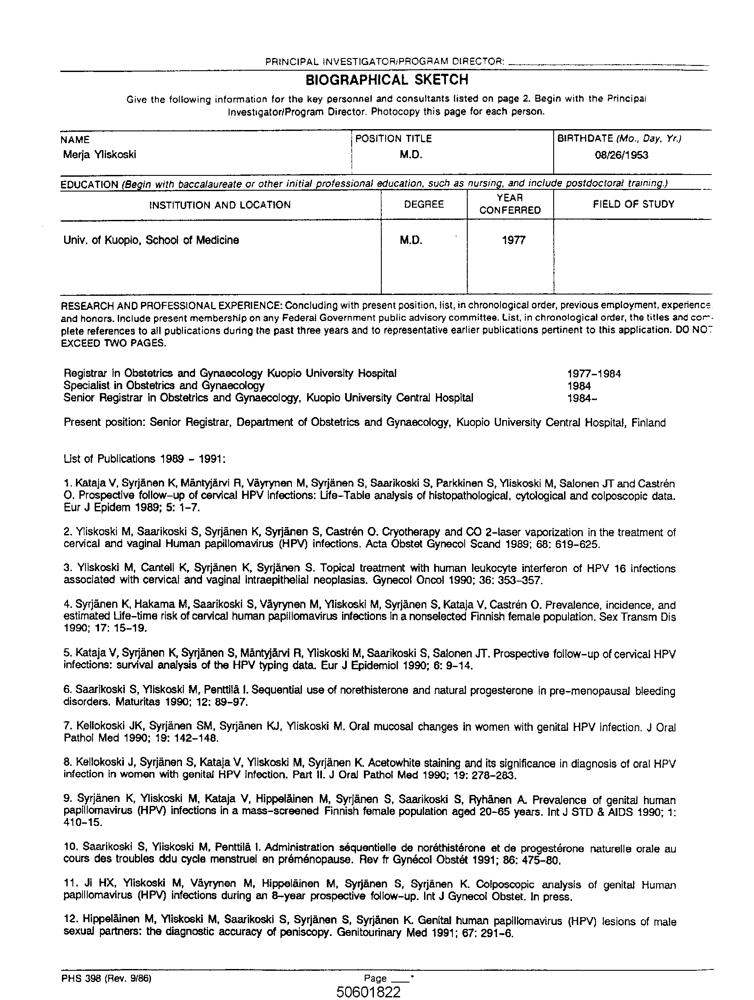 PRINCIPAL INVESTIGATOR/PROGRAM DIRECTOR:
BIOGRAPHICAL SKETCH
Give the following information for the key personnel and consultants listed on page 2. Begin with the Principal
Investigator/Program Director. Photocopy this page for each person.
NAME POSITION TITLE BIRTHDATE (Mo., Day, Yr.)
Merja Yliskoski M.D. 08/26/1953
EDUCATION (Begin with baccalaureate or other initial professional education, such as nursing, and include postdoctoral training.)
INSTITUTION AND LOCATION DEGREE YEAR CONFERRED FIELD OF STUDY
Univ. of Kuopio, School of Medicine M.D. 1977
RESEARCH AND PROFESSIONAL EXPERIENCE: Concluding with present position, list, in chronological order, previous employment, experience
and honors. Include present membership on any Federal Government public advisory committee. List, in chronological order, the titles and com-
plete references to all publications during the past three years and to representative earlier publications pertinent to this application. DO NOT
EXCEED TWO PAGES.
Registrar in Obstetrics and Gynaecology Kuopio University Hospital 1977-1984
Specialist in Obstetrics and Gynaecology 1984
Senior Registrar in Obstetrics and Gynaecology, Kuopio University Central Hospital 1984-
Present position: Senior Registrar, Department of Obstetrics and Gynaecology, Kuopio University Central Hospital, Finland
List of Publications 1989 - 1991:
1. Kataja V, Syrjänen K, Mäntyjärvi R, Väyrynen M, Syrjänen S, Saarikoski S, Parkkinen S, Yliskoski M, Salonen JT and Castrén
O. Prospective follow-up of cervical HPV infections: Life-Table analysis of histopathological, cytological and colposcopic data.
Eur J Epidem 1989; 5: 1-7.
2. Yliskoski M, Saarikoski S, Syrjänen K, Syrjänen S, Castrén O. Cryotherapy and CO 2-laser vaporization in the treatment of
cervical and vaginal Human papillomavirus (HPV) infections. Acta Obstet Gynecol Scand 1989; 68: 619-625.
3. Yliskoski M, Cantell K, Syrjänen K, Syrjänen S. Topical treatment with human leukocyte interferon of HPV 16 infections
associated with cervical and vaginal intraepithelial neoplasias. Gynecol Oncol 1990; 36: 353-357.
4. Syrjänen K, Hakama M, Saarikoski S, Väyrynen M, Yliskoski M, Syrjänen S, Kataja V, Castrén O. Prevalence, incidence, and
estimated Life-time risk of cervical human papillomavirus infections in a nonselected Finnish female population. Sex Transm Dis
1990; 17: 15-19.
5. Kataja V, Syrjänen K, Syrjänen S, Mäntyjärvi R, Yliskoski M, Saarikoski S, Salonen JT. Prospective follow-up of cervical HPV
infections: survival analysis of the HPV typing data. Eur J Epidemiol 1990; 6: 9-14.
6. Saarikoski S, Yliskoski M, Penttilä I. Sequential use of norethisterone and natural progesterone in pre-menopausal bleeding
disorders. Maturitas 1990; 12: 89-97.
7. Kellokoski JK, Syrjänen SM, Syrjänen KJ, Yliskoski M. Oral mucosal changes in women with genital HPV infection. J Oral
Pathol Med 1990; 19: 142-148.
8. Kellokoski J, Syrjänen S, Kataja V, Yliskoski M, Syrjänen K. Acetowhite staining and its significance in diagnosis of oral HPV
infection in women with genital HPV infection. Part II. J Oral Pathol Med 1990; 19: 278-283.
9. Syrjänen K, Yliskoski M, Kataja V, Hippeläinen M, Syrjänen S, Saarikoski S, Ryhänen A. Prevalence of genital human
papillomavirus (HPV) infections in a mass-screened Finnish female population aged 20-65 years. Int J STD & AIDS 1990; 1:
410-15.
10. Saarikoski S, Yliskoski M, Penttilä I. Administration séquentielle de noréthistérone et de progestérone naturelle orale au
cours des troubles ddu cycle menstruel en préménopause. Rev fr Gynécol Obstét 1991; 86: 475-80.
11. Ji HX, Yliskoski M, Väyrynen M, Hippeläinen M, Syrjänen S, Syrjänen K. Colposcopic analysis of genital Human
papillomavirus (HPV) infections during an 8-year prospective follow-up. Int J Gynecol Obstet. In press.
12. Hippeläinen M, Yliskoski M, Saarikoski S, Syrjänen S, Syrjänen K. Genital human papillomavirus (HPV) lesions of male
sexual partners: the diagnostic accuracy of peniscopy. Genitourinary Med 1991; 67: 291-6.
PHS 398 (Rev. 9/86) Page ___*
50601822